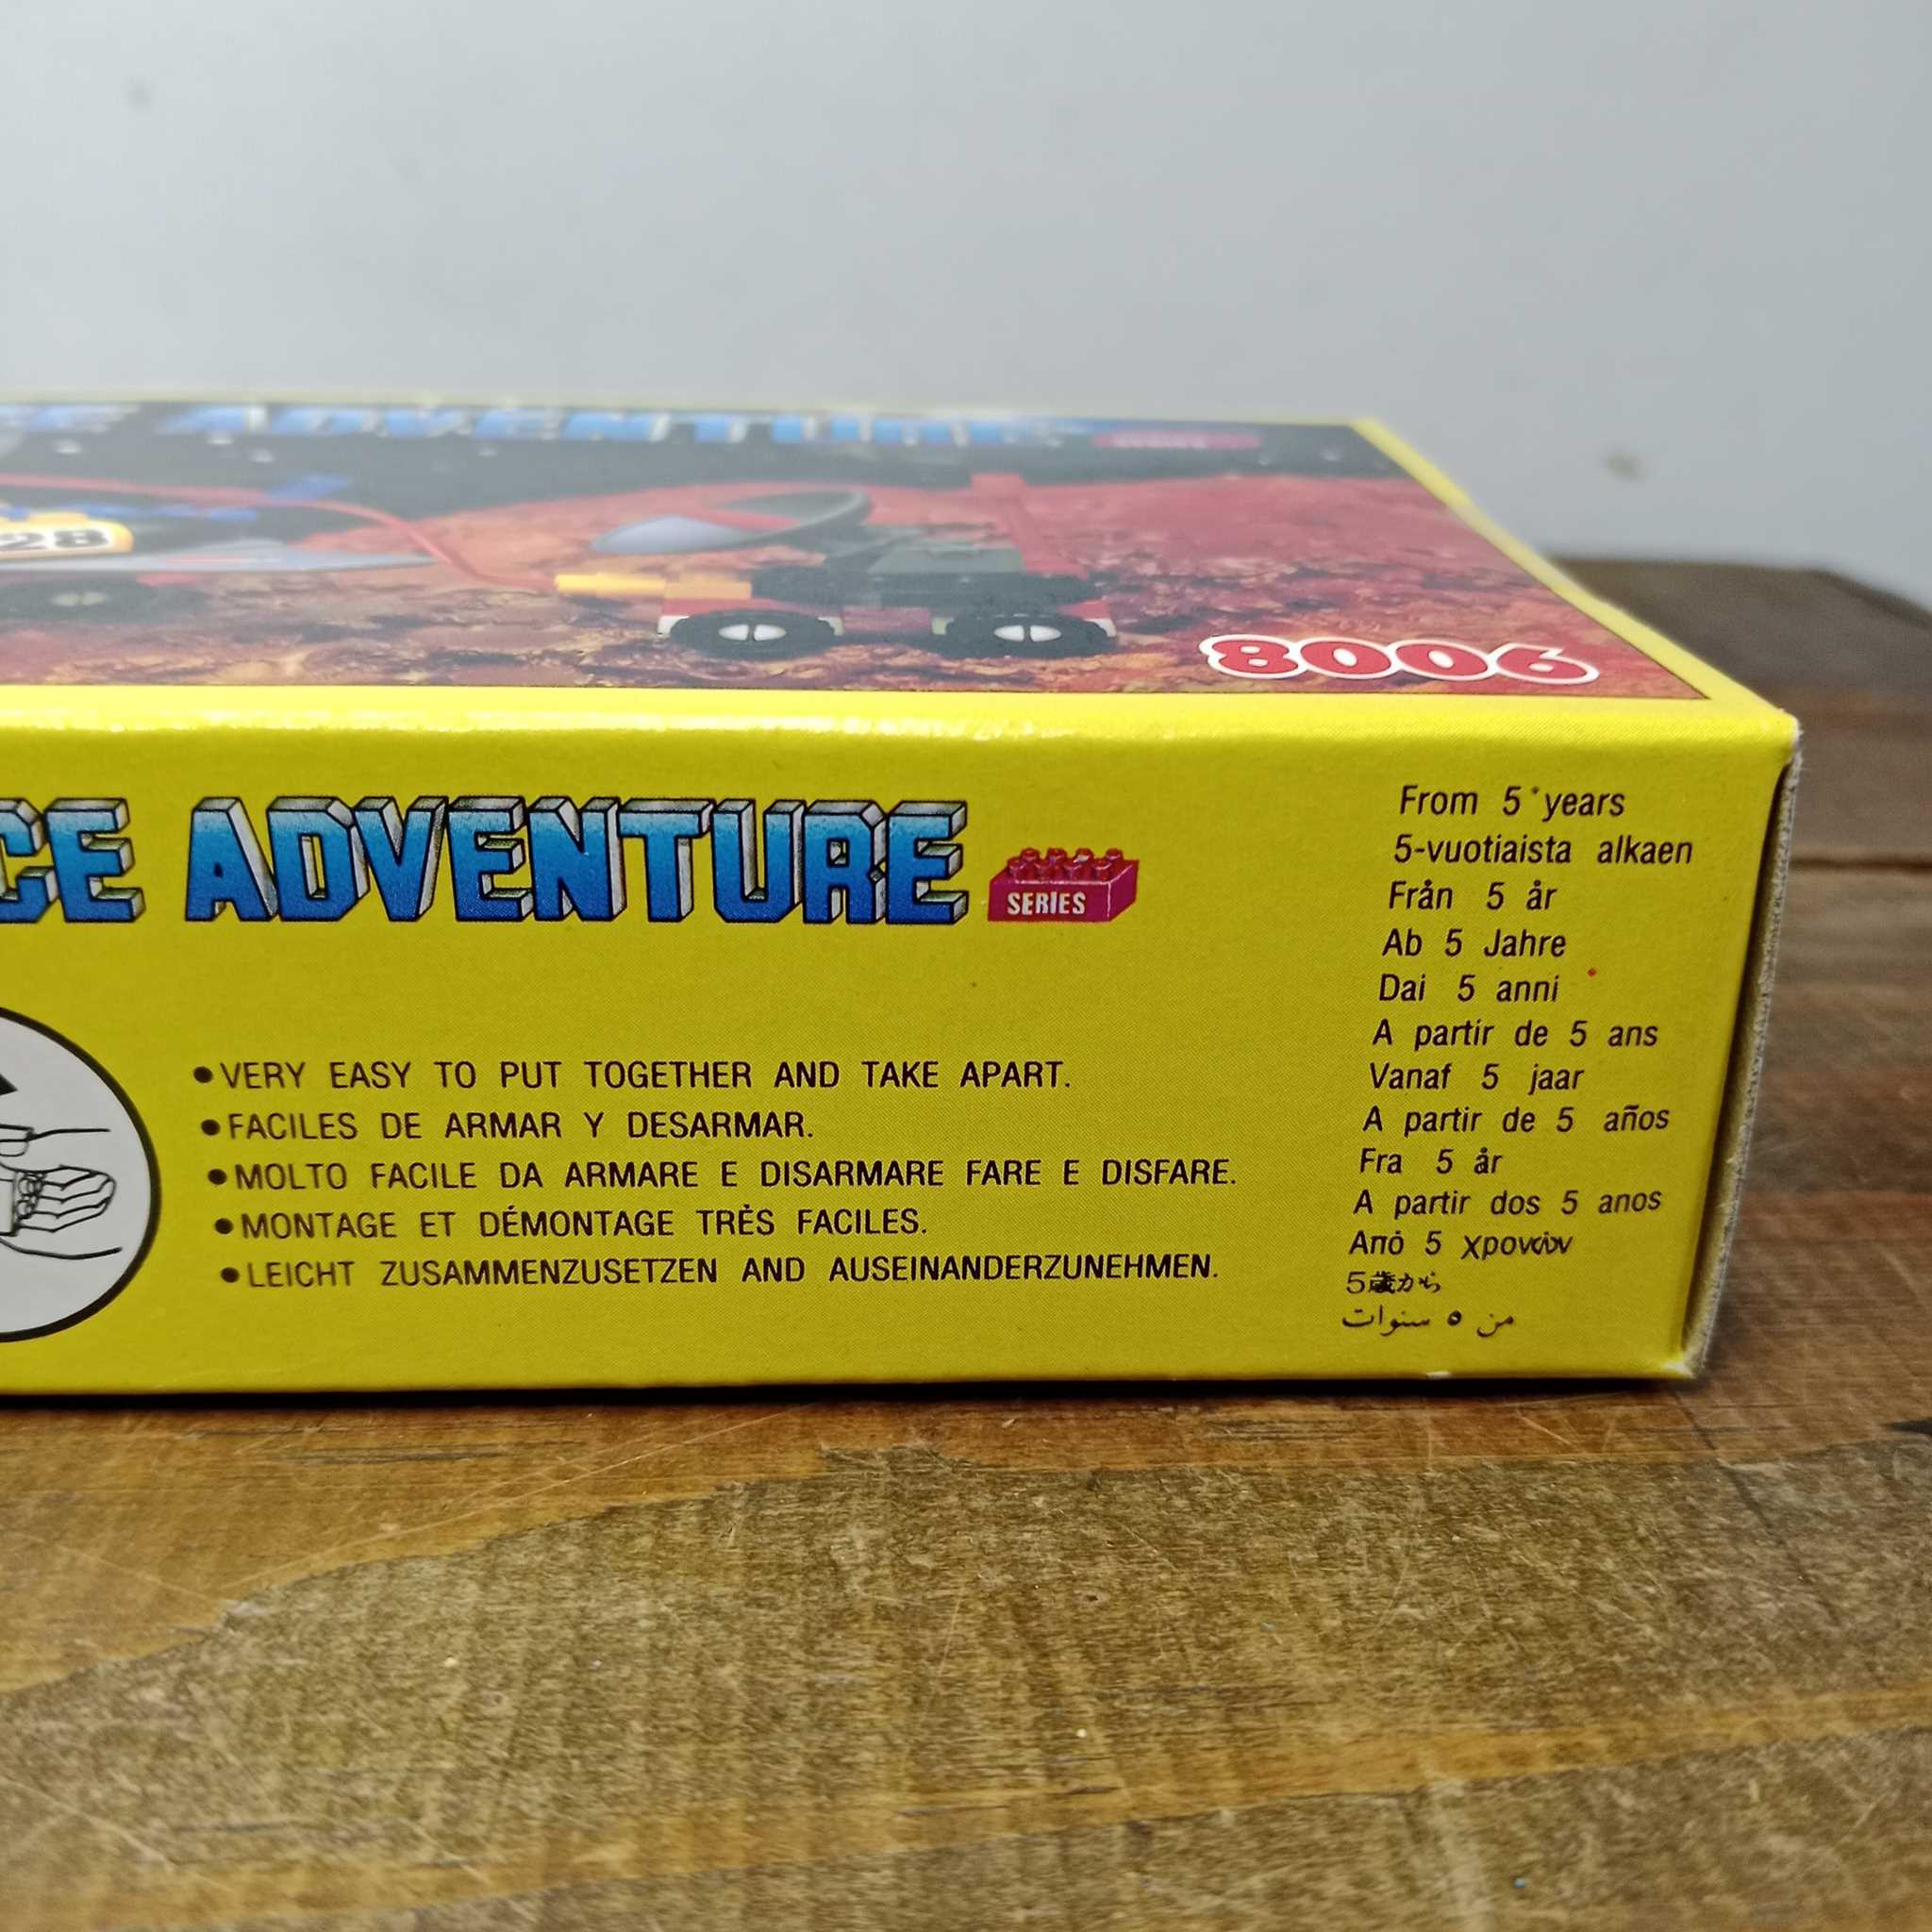 ADVENTURE
28
8006
CE ADVENTURE
SERIES
•VERY EASY TO PUT TOGETHER AND TAKE APART.
•FACILES DE ARMAR Y DESARMAR.
•MOLTO FACILE DA ARMARE E DISARMARE FARE E DISFARE.
•MONTAGE ET DÉMONTAGE TRÈS FACILES.
•LEICHT ZUSAMMENZUSETZEN AND AUSEINANDERZUNEHMEN.
From 5 years
5-vuotiaista alkaen
Från 5 år
Ab 5 Jahre
Dai 5 anni
A partir de 5 ans
Vanaf 5 jaar
A partir de 5 años
Fra 5 år
A partir dos 5 anos
Από 5 χρονών
5歳から
من ٥ سنوات